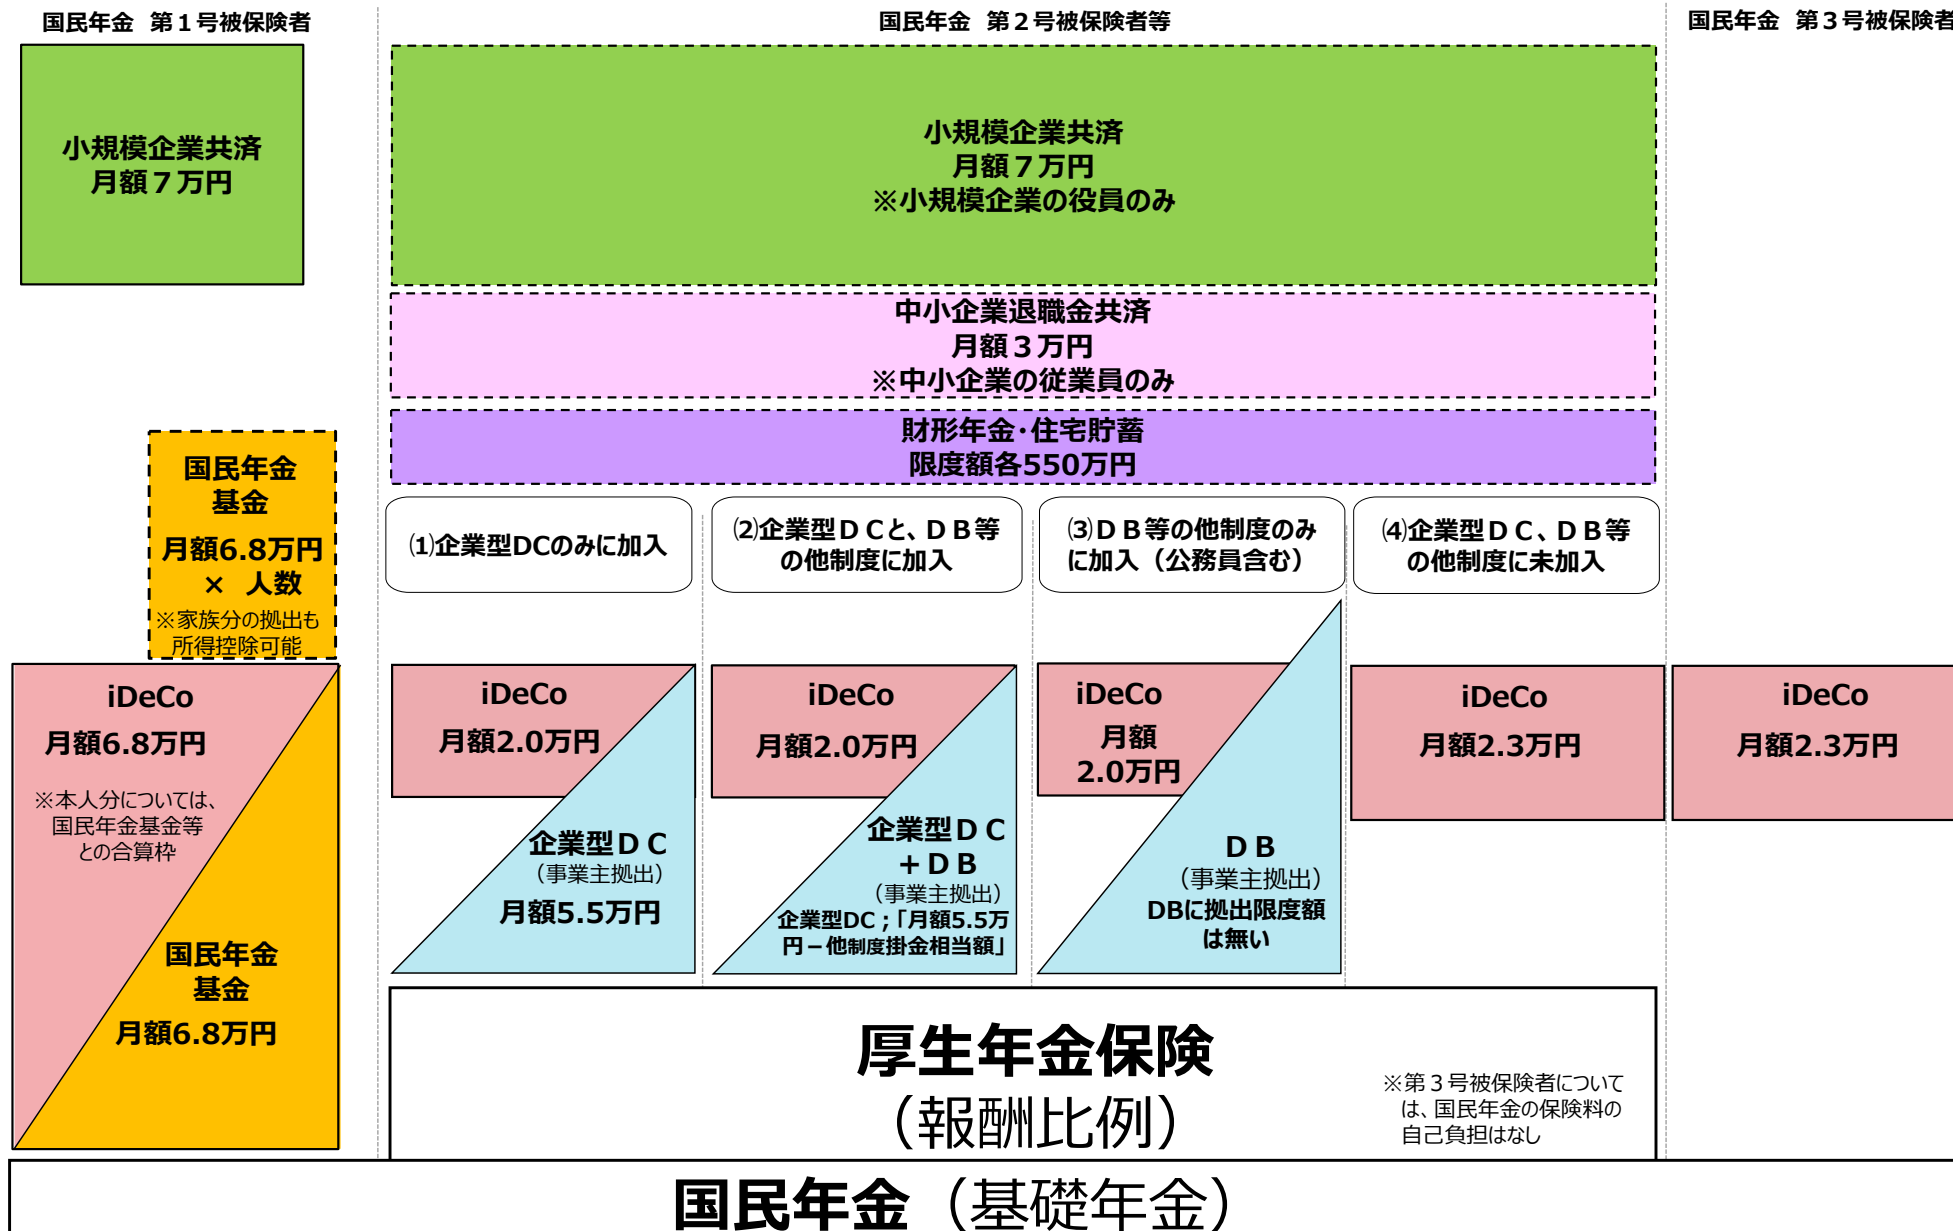 国民年金 第１号被保険者
国民年金 第２号被保険者等
国民年金 第３号被保険者
小規模企業共済
月額７万円
小規模企業共済
月額７万円
※小規模企業の役員のみ
中小企業退職金共済
月額３万円
※中小企業の従業員のみ
財形年金・住宅貯蓄
限度額各550万円
国民年金
基金
月額6.8万円
× 人数
※家族分の拠出も
所得控除可能
⑴企業型DCのみに加入
⑵企業型ＤＣと、ＤＢ等
の他制度に加入
⑶ＤＢ等の他制度のみ
に加入（公務員含む）
⑷企業型ＤＣ、ＤＢ等
の他制度に未加入
iDeCo
月額6.8万円
※本人分については、
国民年金基金等
との合算枠
国民年金
基金
月額6.8万円
iDeCo
月額2.0万円
企業型ＤＣ
（事業主拠出）
月額5.5万円
iDeCo
月額2.0万円
企業型ＤＣ
＋ＤＢ
（事業主拠出）
企業型DC；「月額5.5万
円－他制度掛金相当額」
iDeCo
月額
2.0万円
ＤＢ
（事業主拠出）
DBに拠出限度額
は無い
iDeCo
月額2.3万円
iDeCo
月額2.3万円
厚生年金保険
（報酬比例）
※第３号被保険者について
は、国民年金の保険料の
自己負担はなし
国民年金（基礎年金）